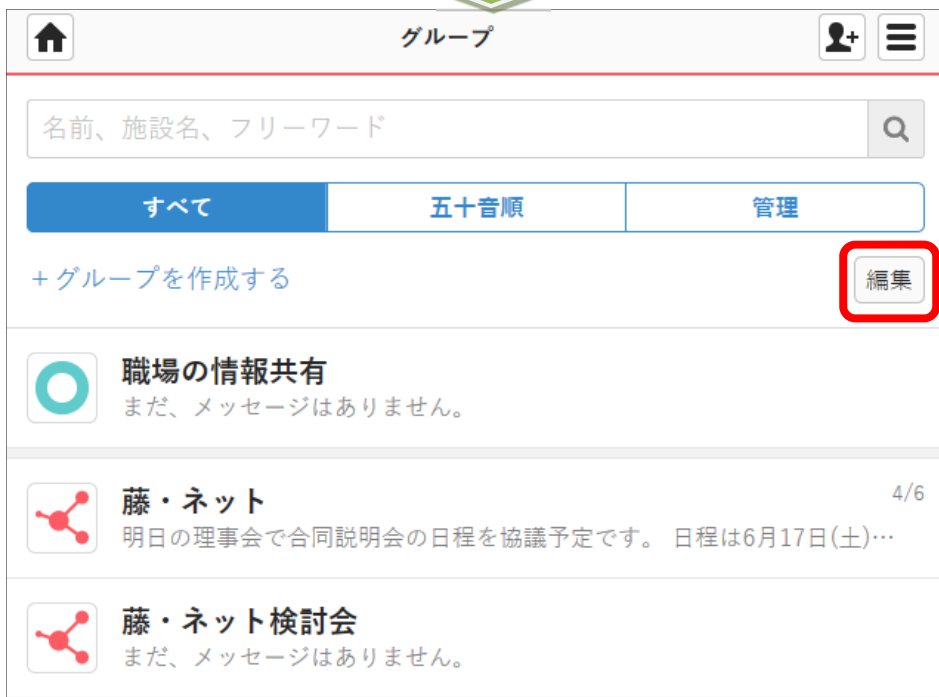 グループ
名前、施設名、フリーワード
すべて 五十音順 管理
+グループを作成する 編集
職場の情報共有
まだ、メッセージはありません。
藤・ネット 4/6
明日の理事会で合同説明会の日程を協議予定です。 日程は6月17日(土)…
藤・ネット検討会
まだ、メッセージはありません。